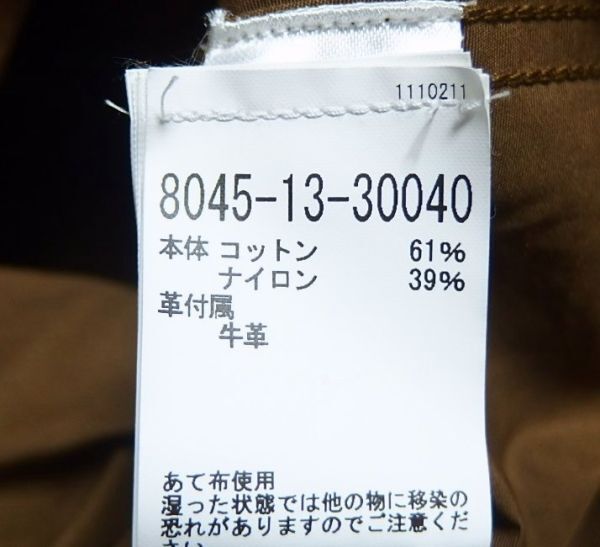 1110211
8045-13-30040
本体 コットン 61%
ナイロン 39%
革付属
牛革
あて布使用
湿った状態では他の物に移染の
恐れがありますのでご注意くだ
さい